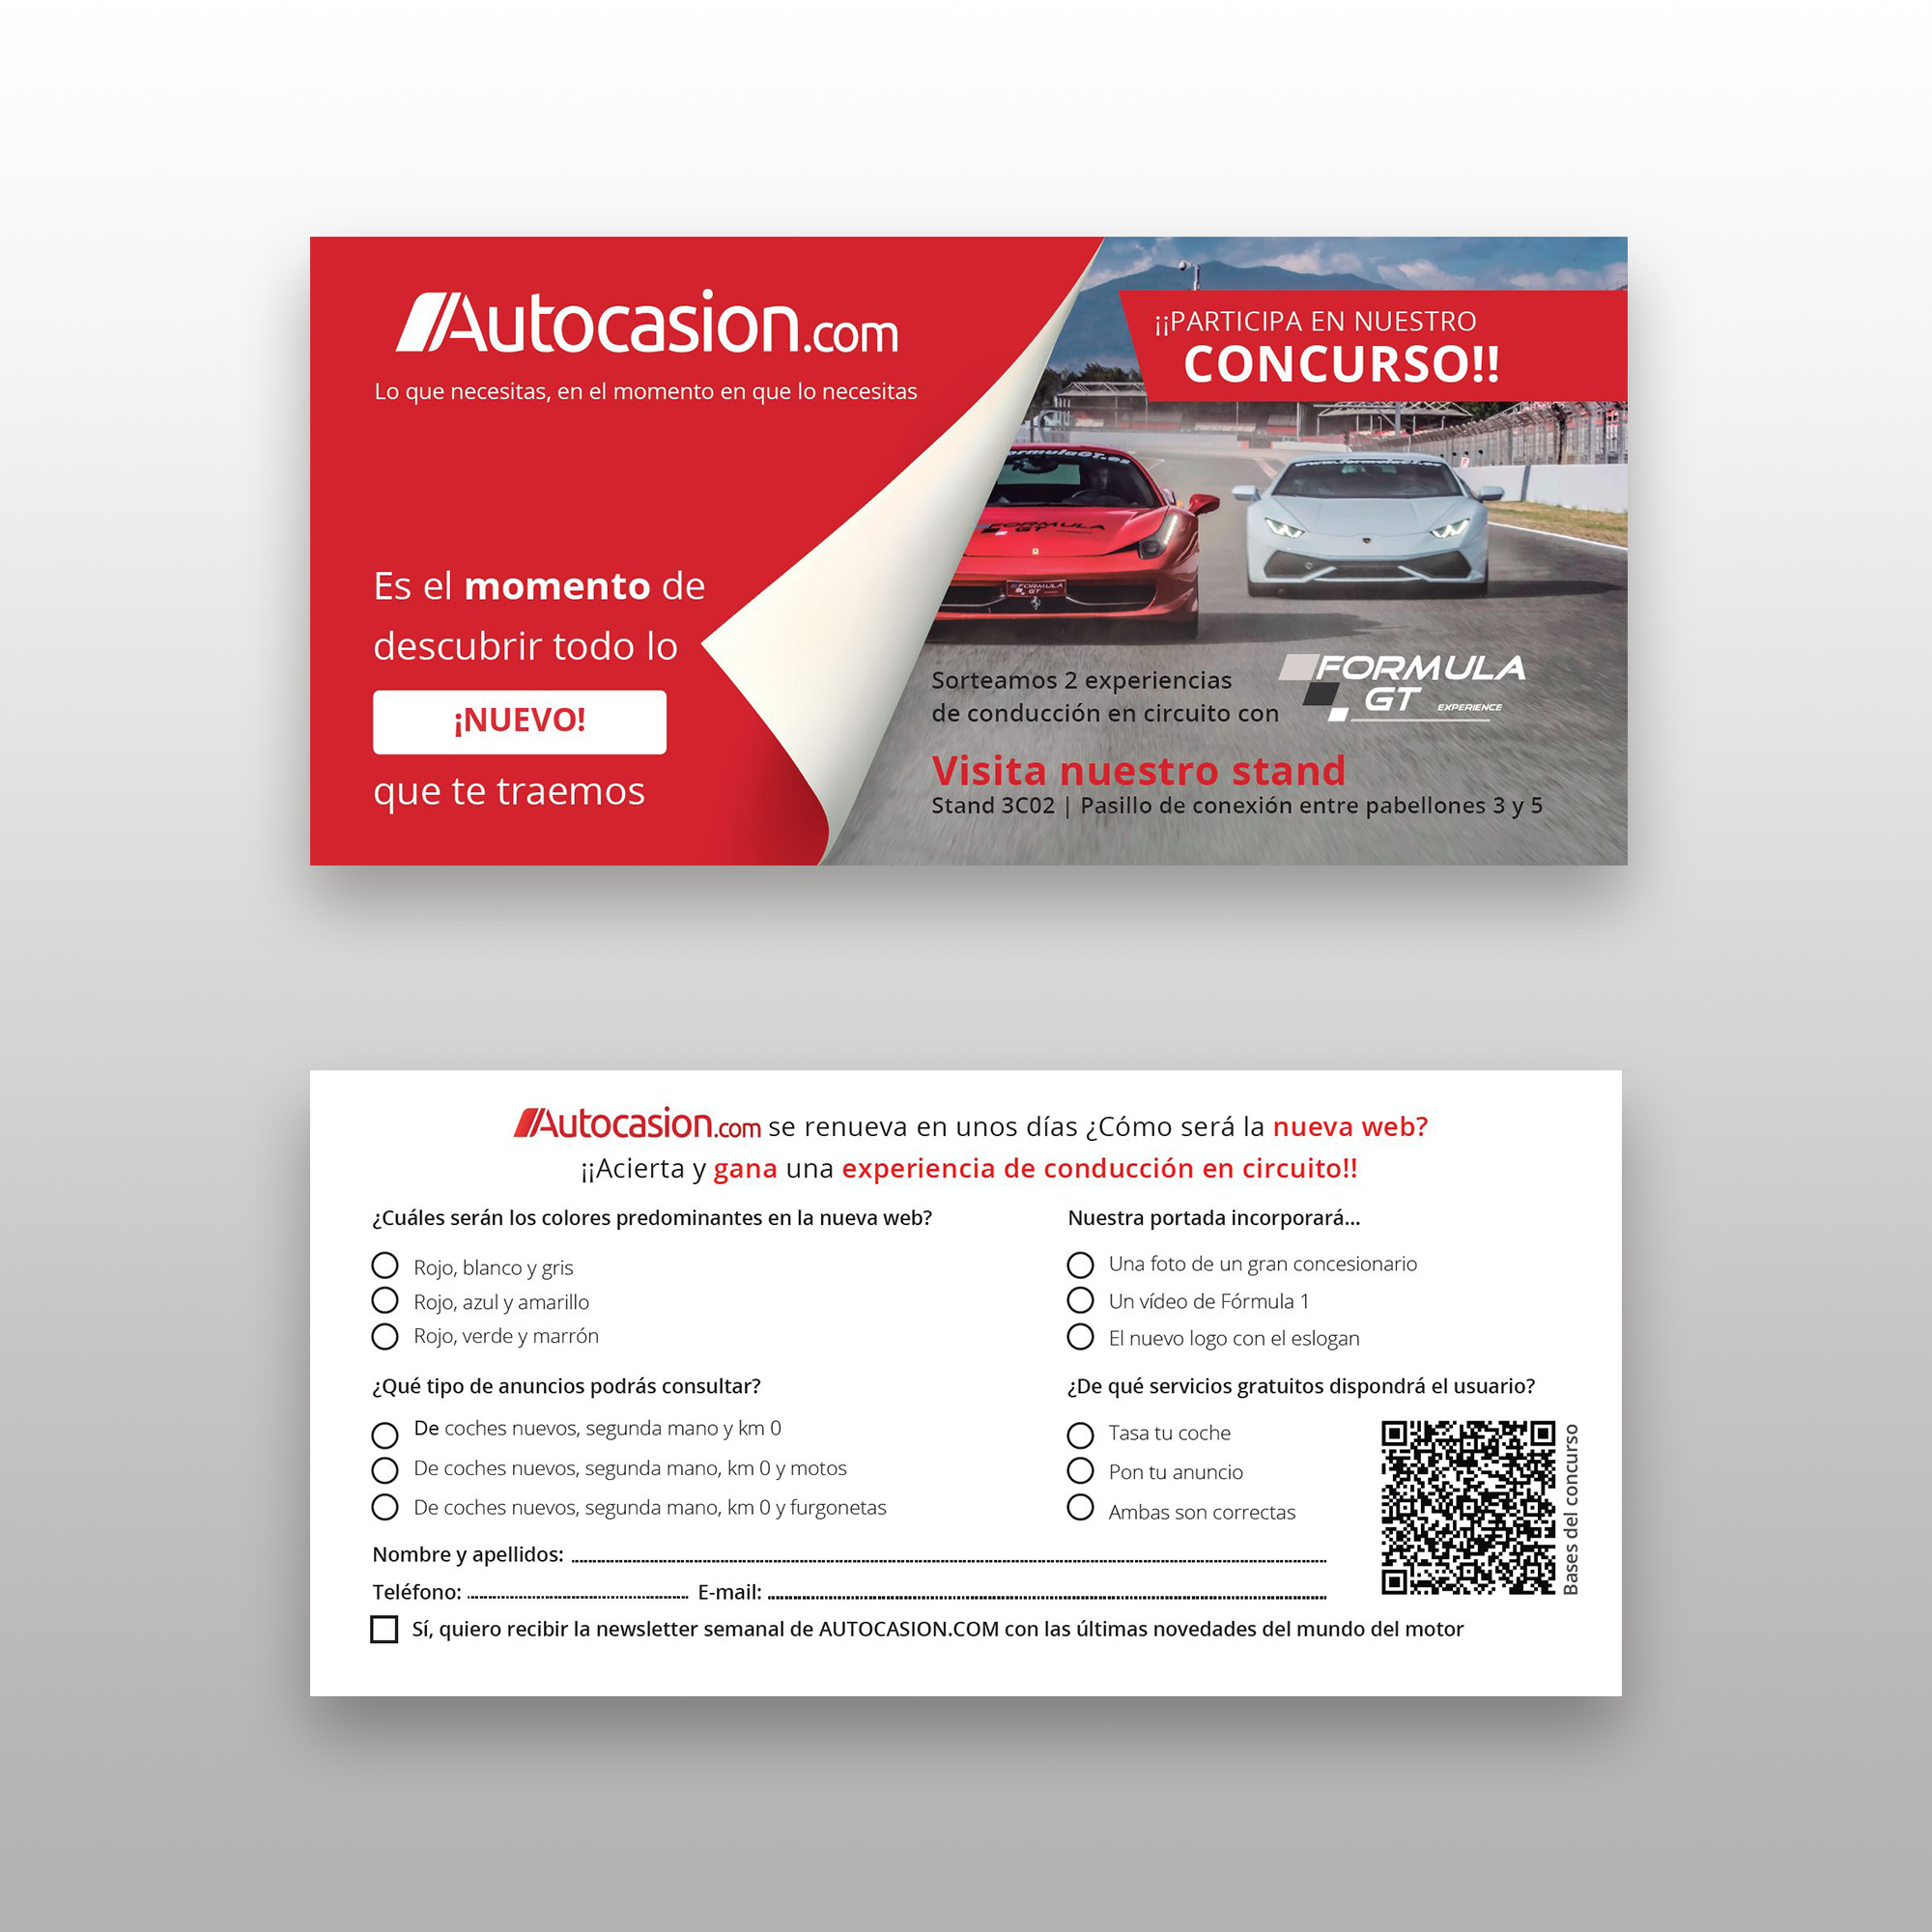 Autocasion.com
Lo que necesitas, en el momento en que lo necesitas
Es el momento de
descubrir todo lo
¡NUEVO!
que te traemos
¡¡PARTICIPA EN NUESTRO
CONCURSO!!
FORMULA
GT
FORMULA
GT
Sorteamos 2 experiencias
de conducción en circuito con
FORMULA
GT EXPERIENCE
Visita nuestro stand
Stand 3C02 | Pasillo de conexión entre pabellones 3 y 5
Autocasion.com se renueva en unos días ¿Cómo será la nueva web?
¡¡Acierta y gana una experiencia de conducción en circuito!!
¿Cuáles serán los colores predominantes en la nueva web?
Rojo, blanco y gris
Rojo, azul y amarillo
Rojo, verde y marrón
¿Qué tipo de anuncios podrás consultar?
De coches nuevos, segunda mano y km 0
De coches nuevos, segunda mano, km 0 y motos
De coches nuevos, segunda mano, km 0 y furgonetas
Nuestra portada incorporará...
Una foto de un gran concesionario
Un vídeo de Fórmula 1
El nuevo logo con el eslogan
¿De qué servicios gratuitos dispondrá el usuario?
Tasa tu coche
Pon tu anuncio
Ambas son correctas
Bases del concurso
Nombre y apellidos:
Teléfono: E-mail:
Sí, quiero recibir la newsletter semanal de AUTOCASION.COM con las últimas novedades del mundo del motor